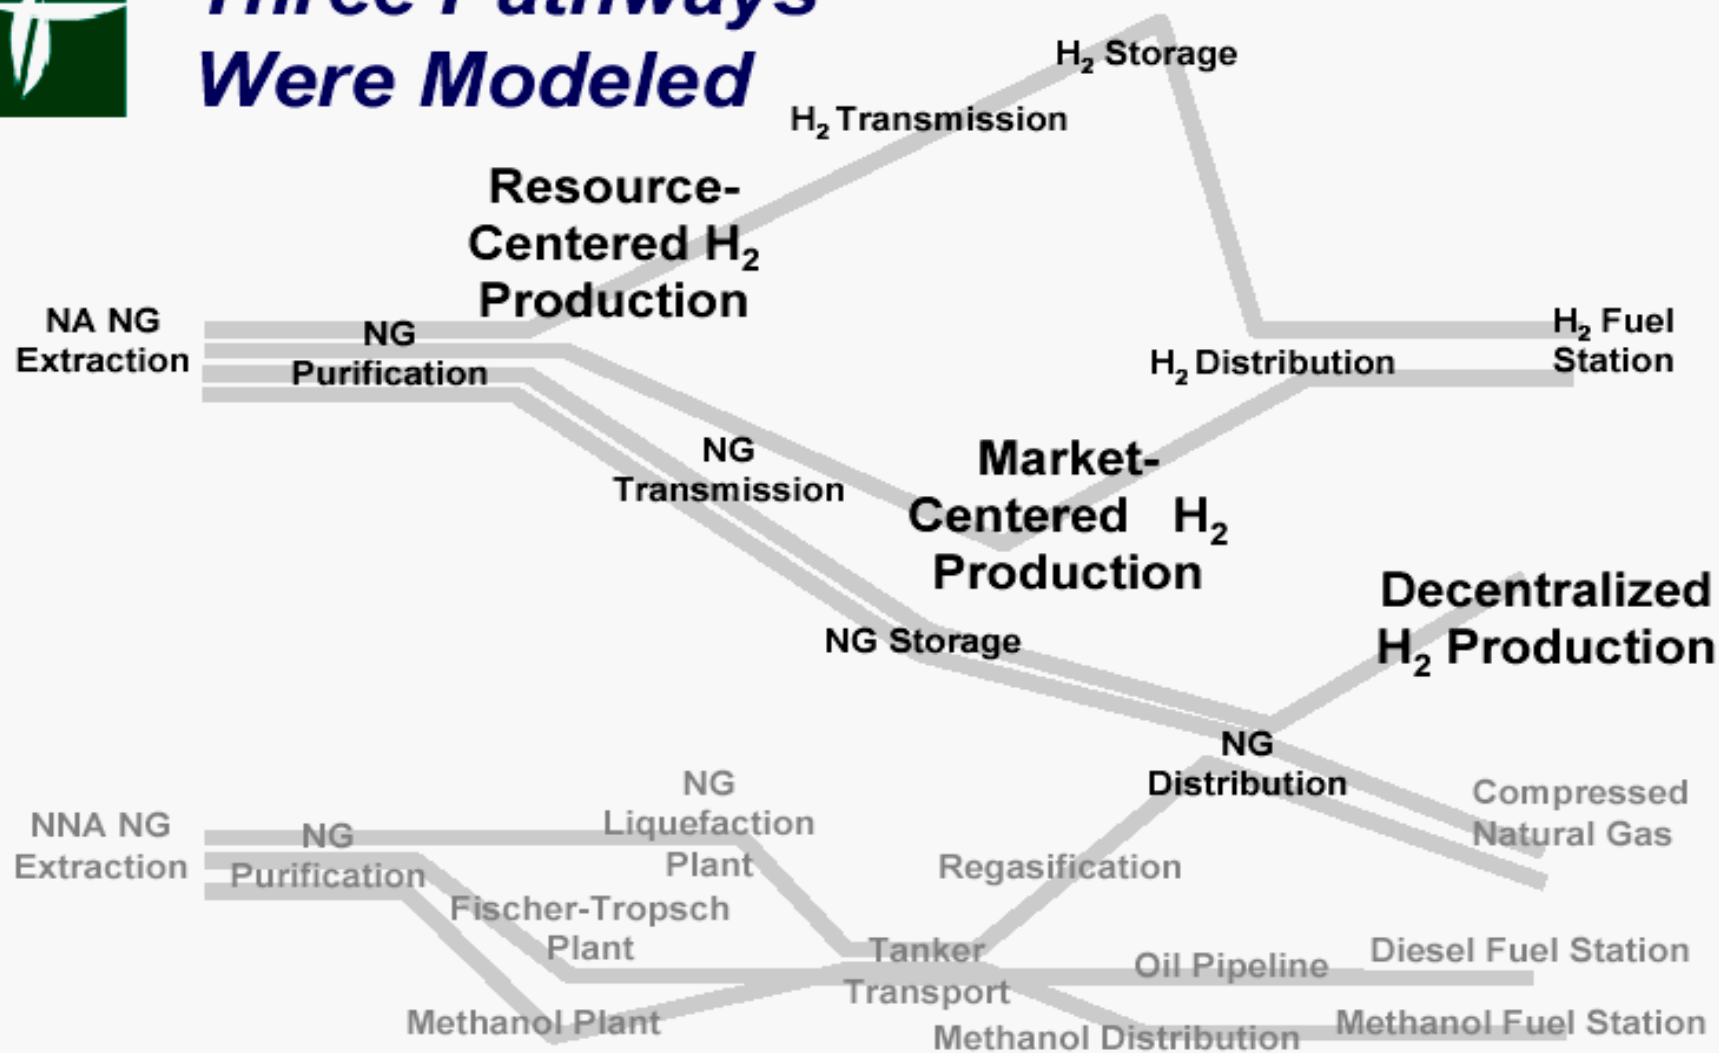 Three Pathways
Were Modeled
H₂ Storage
H₂ Transmission
Resource-
Centered H₂
Production
NA NG
Extraction
NG
Purification
H₂ Fuel
Station
H₂ Distribution
NG
Transmission
Market-
Centered H₂
Production
Decentralized
H₂ Production
NG Storage
NG
Distribution
Compressed
Natural Gas
NNA NG
Extraction
NG
Purification
NG
Liquefaction
Plant
Regasification
Fischer-Tropsch
Plant
Tanker
Transport
Oil Pipeline
Diesel Fuel Station
Methanol Plant
Methanol Distribution
Methanol Fuel Station